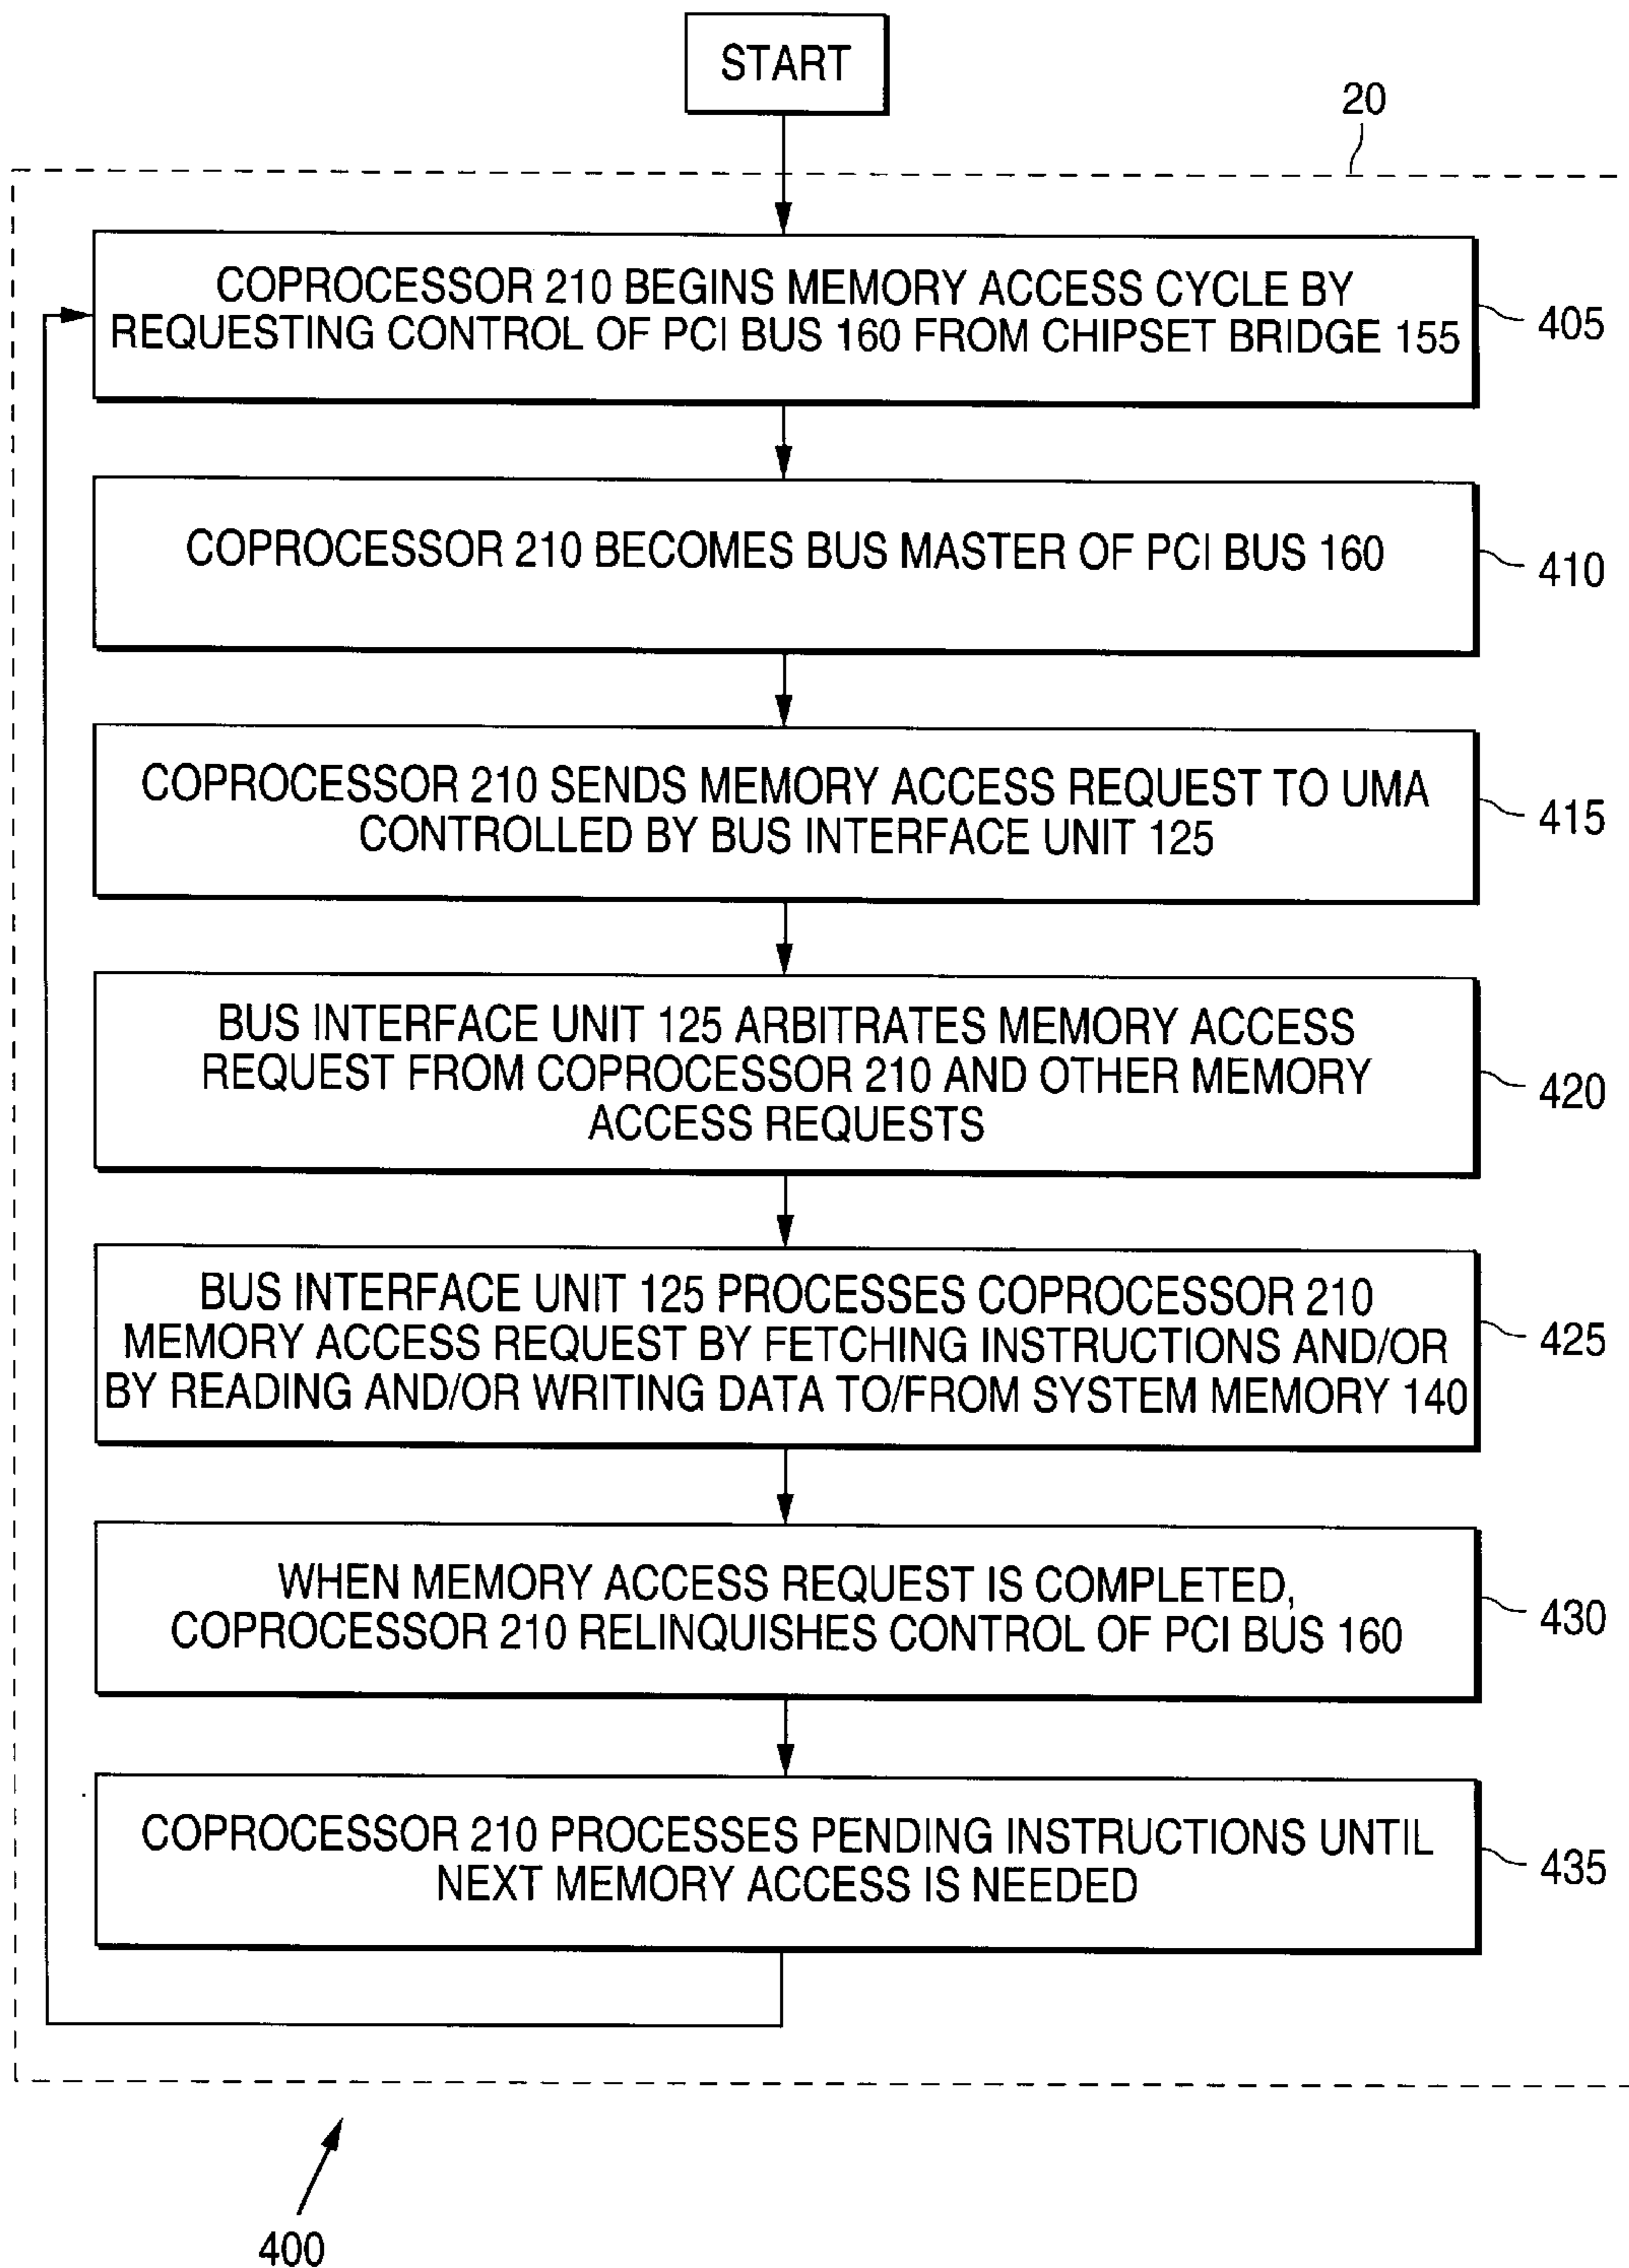 START
20
COPROCESSOR 210 BEGINS MEMORY ACCESS CYCLE BY
REQUESTING CONTROL OF PCI BUS 160 FROM CHIPSET BRIDGE 155
405
COPROCESSOR 210 BECOMES BUS MASTER OF PCI BUS 160
410
COPROCESSOR 210 SENDS MEMORY ACCESS REQUEST TO UMA
CONTROLLED BY BUS INTERFACE UNIT 125
415
BUS INTERFACE UNIT 125 ARBITRATES MEMORY ACCESS
REQUEST FROM COPROCESSOR 210 AND OTHER MEMORY
ACCESS REQUESTS
420
BUS INTERFACE UNIT 125 PROCESSES COPROCESSOR 210
MEMORY ACCESS REQUEST BY FETCHING INSTRUCTIONS AND/OR
BY READING AND/OR WRITING DATA TO/FROM SYSTEM MEMORY 140
425
WHEN MEMORY ACCESS REQUEST IS COMPLETED,
COPROCESSOR 210 RELINQUISHES CONTROL OF PCI BUS 160
430
COPROCESSOR 210 PROCESSES PENDING INSTRUCTIONS UNTIL
NEXT MEMORY ACCESS IS NEEDED
435
400